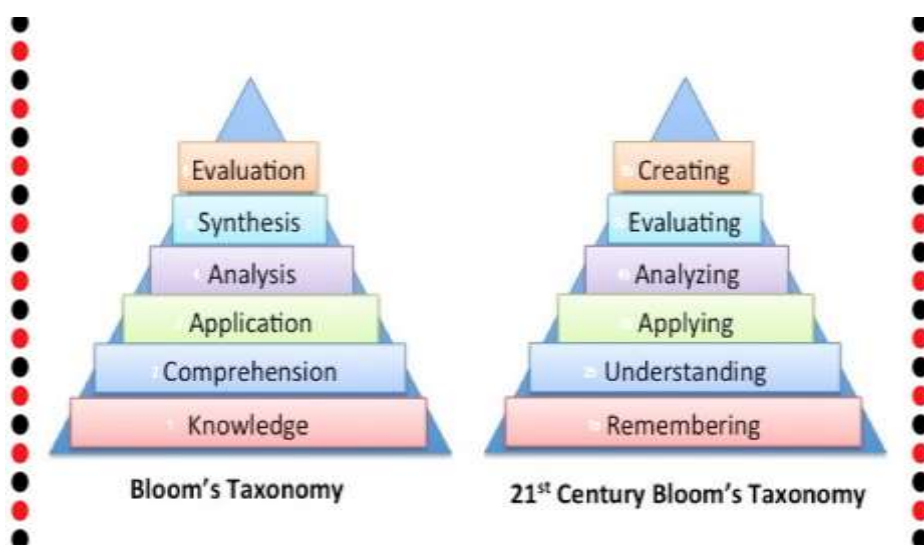 Evaluation
Synthesis
Analysis
Application
Comprehension
Knowledge
Bloom's Taxonomy
Creating
Evaluating
Analyzing
Applying
Understanding
Remembering
21st Century Bloom's Taxonomy